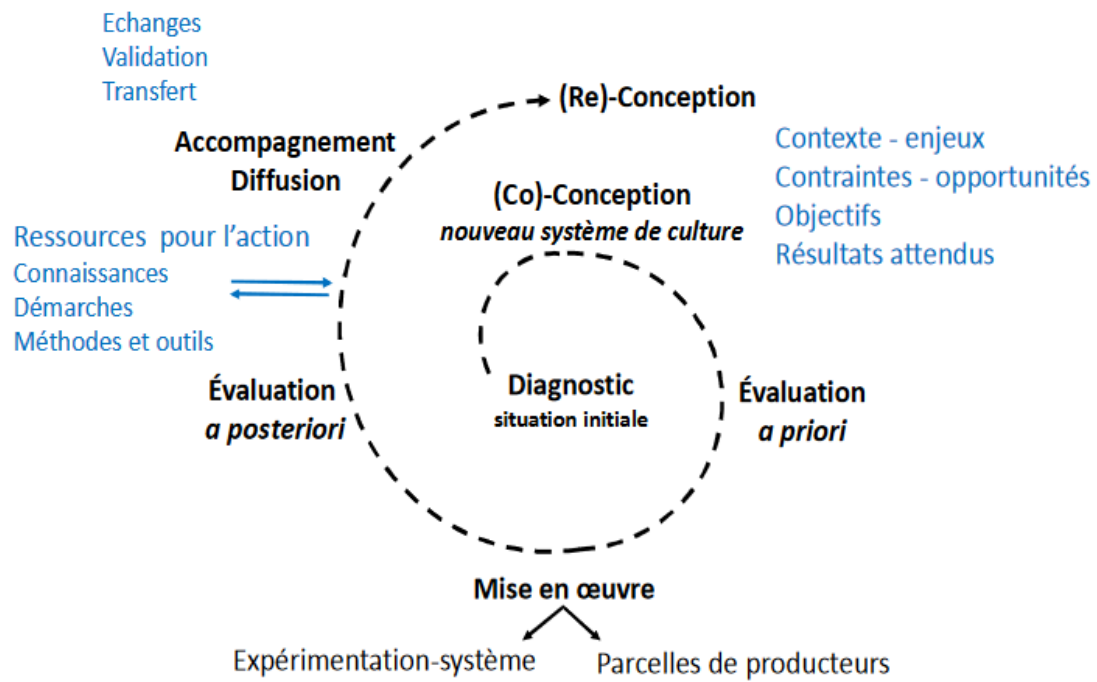 Echanges
Validation
Transfert
(Re)-Conception
Accompagnement
Diffusion
Contexte - enjeux
Contraintes - opportunités
Objectifs
Résultats attendus
(Co)-Conception
nouveau système de culture
Ressources pour l'action
Connaissances
Démarches
Méthodes et outils
Diagnostic
situation initiale
Évaluation
a posteriori
Évaluation
a priori
Mise en œuvre
Expérimentation-système
Parcelles de producteurs